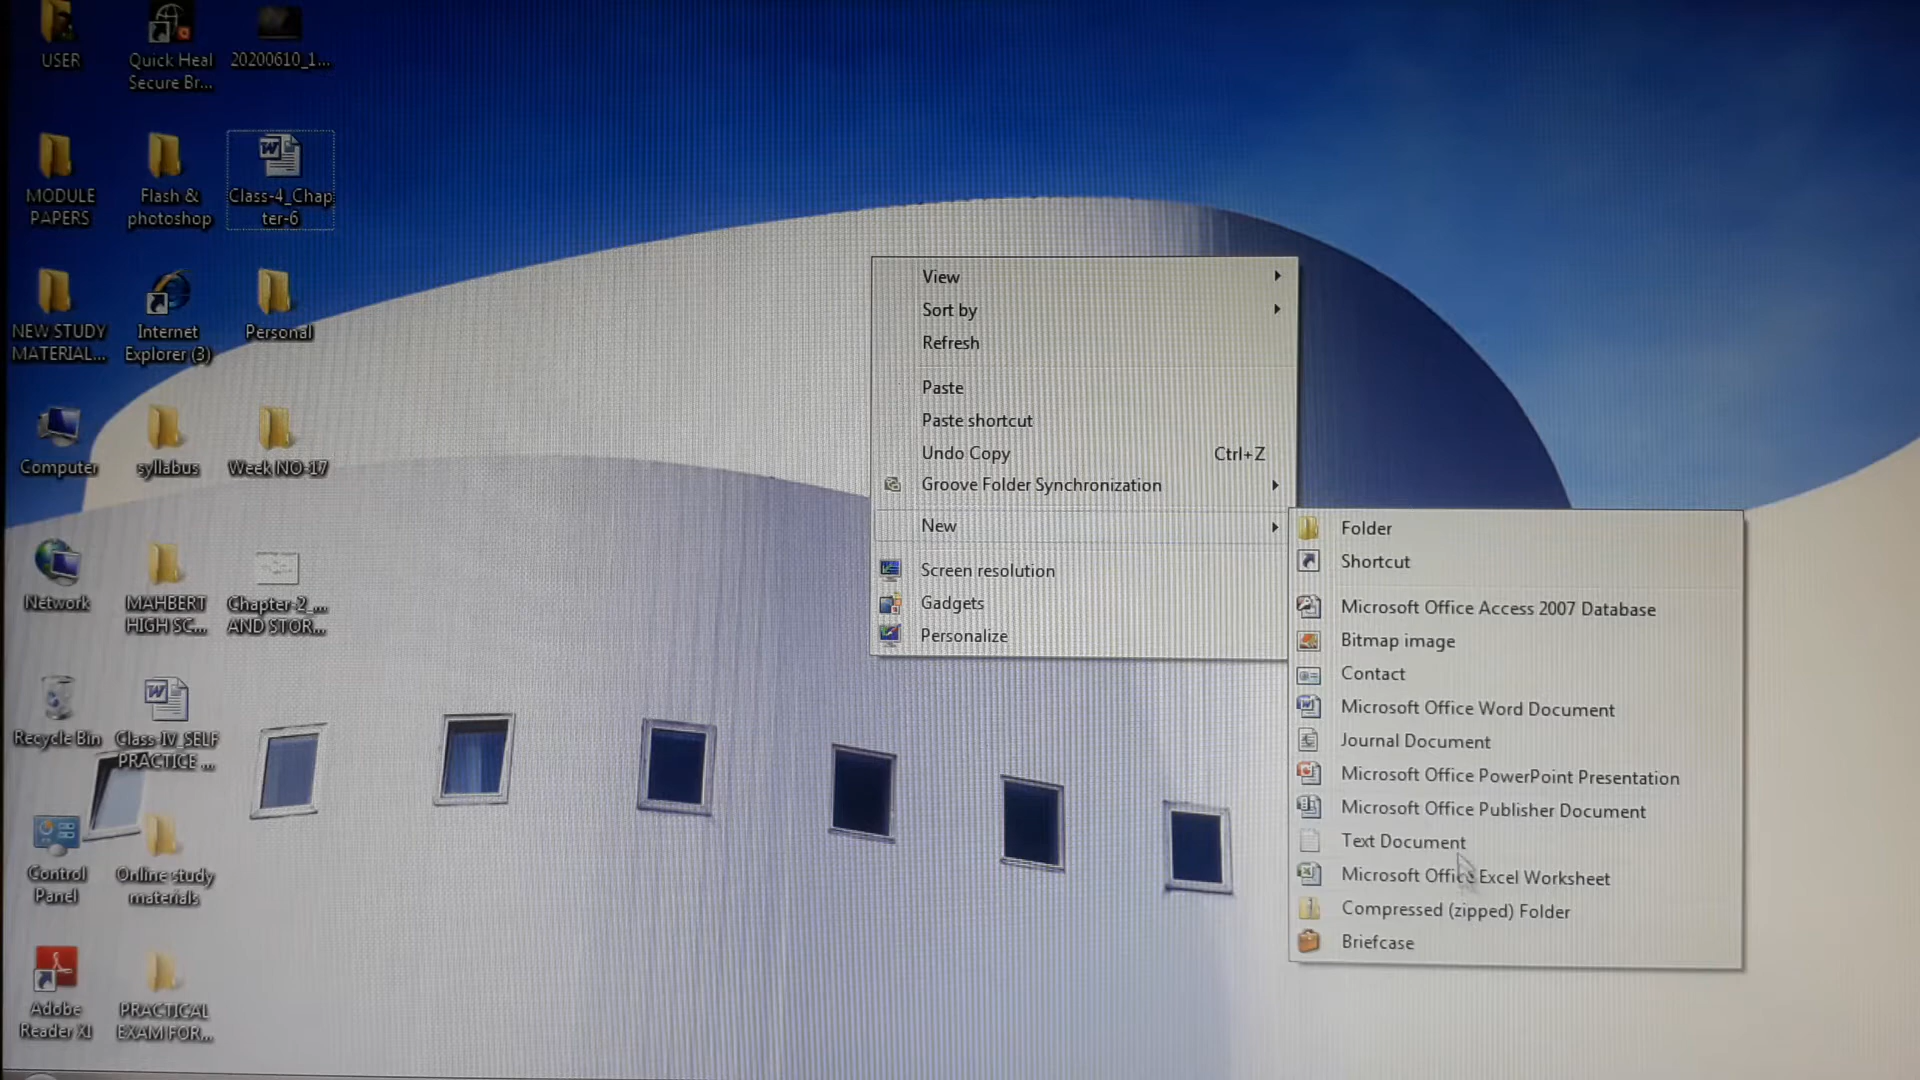 USER
Quick Heal
Secure Br...
20200610_1...
MODULE
PAPERS
Flash &
photoshop
Class-4_Chap
ter-6
NEW STUDY
MATERIAL...
Internet
Explorer (3)
Personal
Computer
syllabus
Week NO-17
Network
MAHBERT
HIGH SC...
Chapter-2_...
AND STOR...
Recycle Bin
Class-IV_SELF
PRACTICE ...
Control
Panel
Online study
materials
Adobe
Reader XI
PRACTICAL
EXAM FOR...
View
Sort by
Refresh
Paste
Paste shortcut
Undo Copy Ctrl+Z
Groove Folder Synchronization
New
Screen resolution
Gadgets
Personalize
Folder
Shortcut
Microsoft Office Access 2007 Database
Bitmap image
Contact
Microsoft Office Word Document
Journal Document
Microsoft Office PowerPoint Presentation
Microsoft Office Publisher Document
Text Document
Microsoft Office Excel Worksheet
Compressed (zipped) Folder
Briefcase